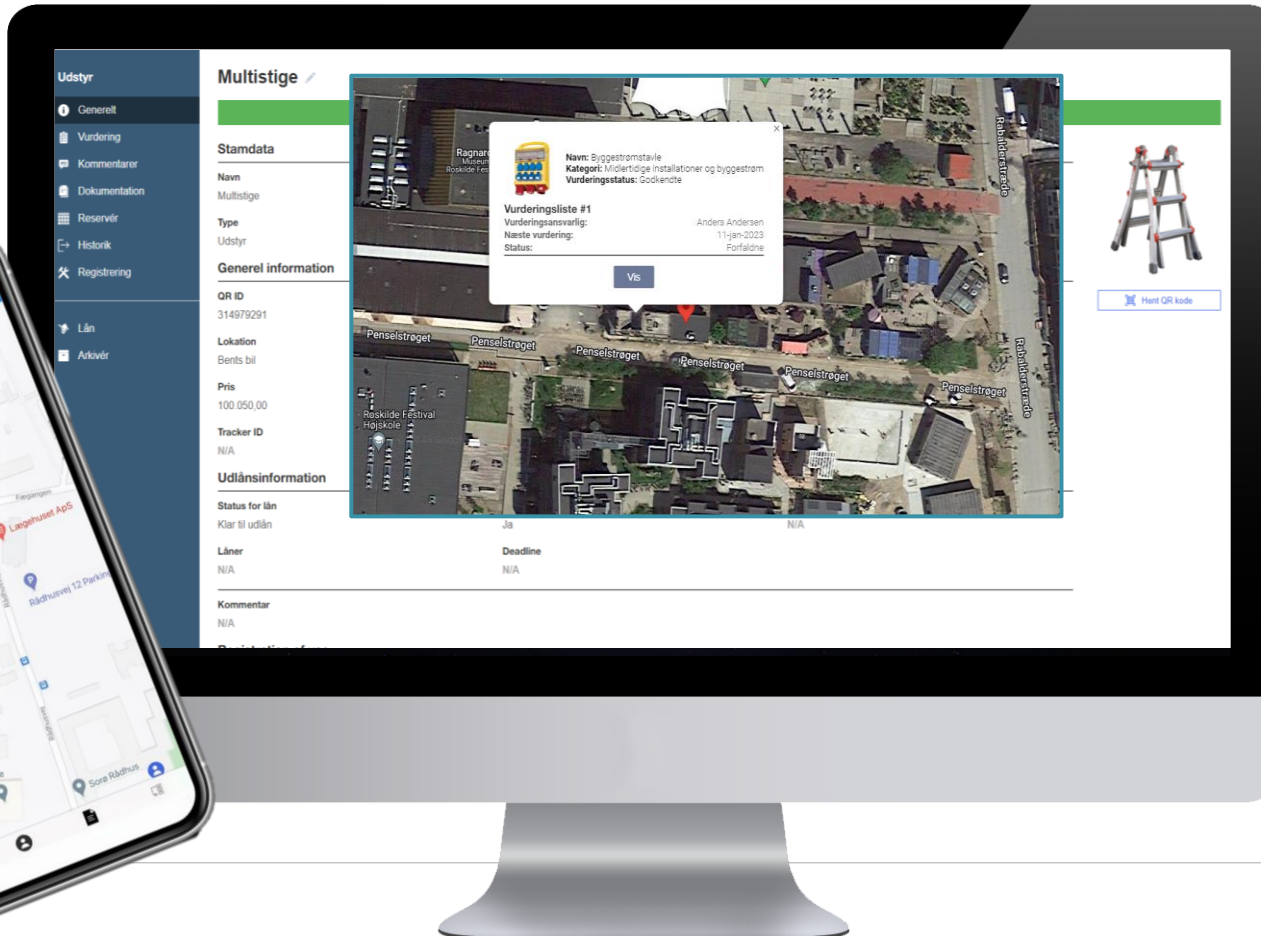 Udstyr
Generelt
Vurdering
Kommentarer
Dokumentation
Reservér
Historik
Registrering
Lån
Arkivér
Multistige
Stamdata
Navn
Multistige
Type
Udstyr
Generel information
QR ID
314979291
Lokation
Bents bil
Pris
100.050,00
Tracker ID
N/A
Udlånsinformation
Status for lån
Klar til udlån
Ja
N/A
Låner
Deadline
N/A
N/A
Kommentar
N/A
Hent QR kode
Navn: Byggestrømstavle
Kategori: Midlertidige installationer og byggestrøm
Vurderingsstatus: Godkendte
Vurderingsliste #1
Vurderingsansvarlig: Anders Andersen
Næste vurdering: 11-jan-2023
Status: Forfaldne
Vis
Rabalderstræde
Penselstrøget
Penselstrøget
Penselstrøget
Penselstrøget
Penselstrøget
Penselstrøget
Rabalderstræde
Roskilde Festival
Højskole
Fægangen
Lægehuset ApS
Rådhusvej 12
Sorø Rådhus